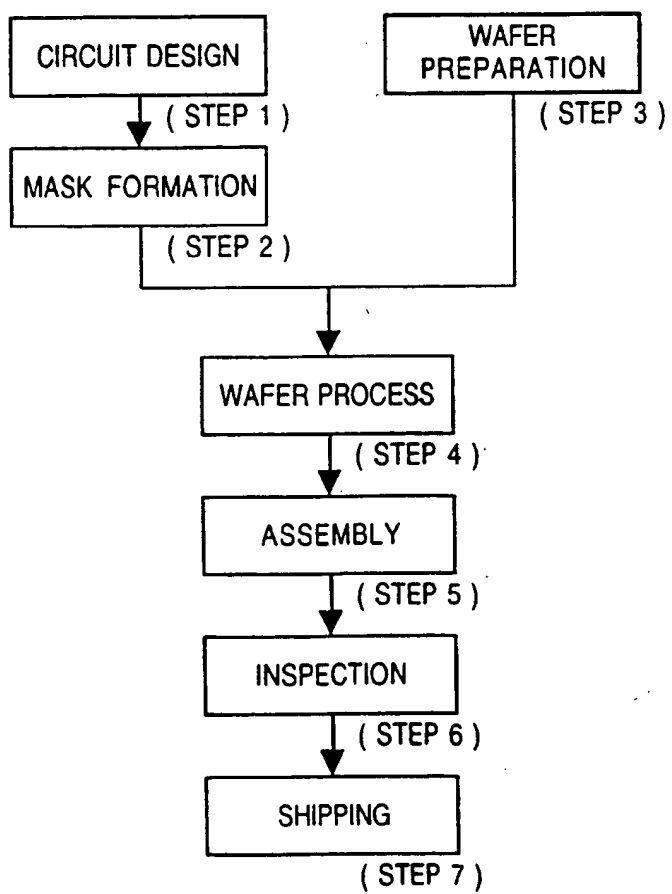 CIRCUIT DESIGN
( STEP 1 )
MASK FORMATION
( STEP 2 )
WAFER
PREPARATION
( STEP 3 )
WAFER PROCESS
( STEP 4 )
ASSEMBLY
( STEP 5 )
INSPECTION
( STEP 6 )
SHIPPING
( STEP 7 )